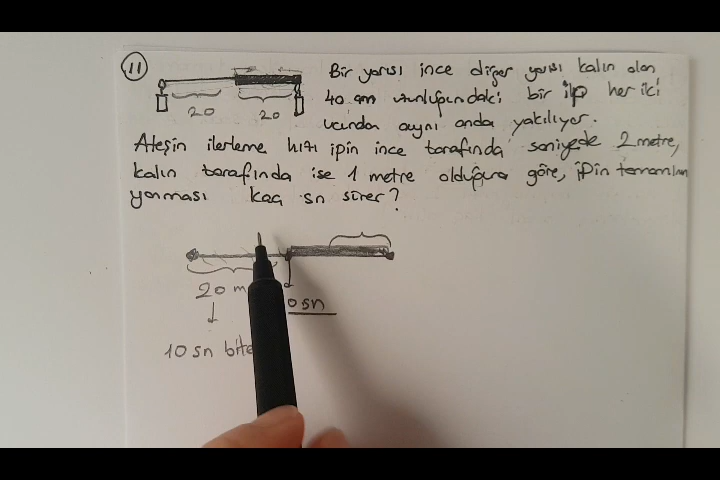 11
Bir yarısı ince diğer yarısı kalın olan
20 20
40 cm uzunluğundaki bir ip her iki
ucundan aynı anda yakılıyor.
Ateşin ilerleme hızı ipin ince tarafında saniyede 2 metre,
kalın tarafında ise 1 metre olduğuna göre, ipin tamamının
yanması kaç sn sürer?
20 m
0 sn
10 sn bite